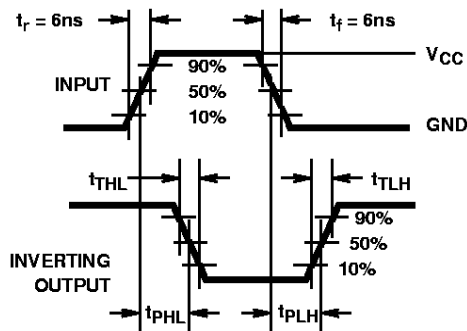 tr = 6ns
tf = 6ns
VCC
90%
INPUT
50%
10%
GND
tTHL
tTLH
90%
50%
INVERTING
OUTPUT
10%
tPHL
tPLH